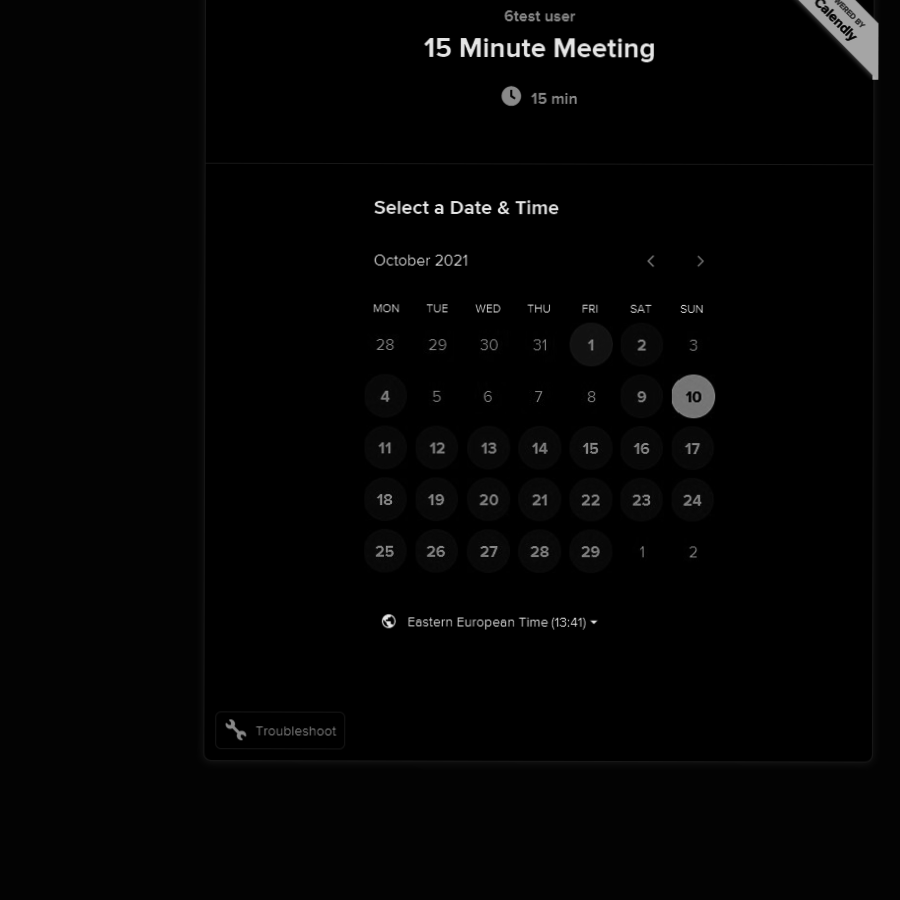 POWERED BY
Calendly
6test user
15 Minute Meeting
15 min
Select a Date & Time
October 2021
MON TUE WED THU FRI SAT SUN
28 29 30 31 1 2 3
4 5 6 7 8 9 10
11 12 13 14 15 16 17
18 19 20 21 22 23 24
25 26 27 28 29 1 2
Eastern European Time (13:41)
Troubleshoot